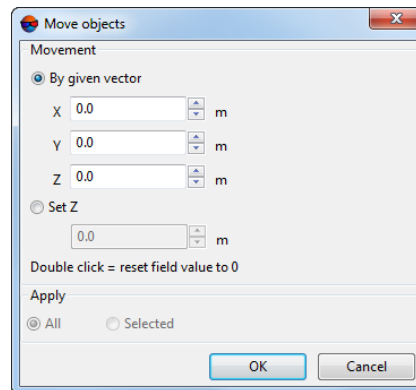 Move objects
Movement
By given vector
X 0.0 m
Y 0.0 m
Z 0.0 m
Set Z
0.0 m
Double click = reset field value to 0
Apply
All Selected
OK Cancel